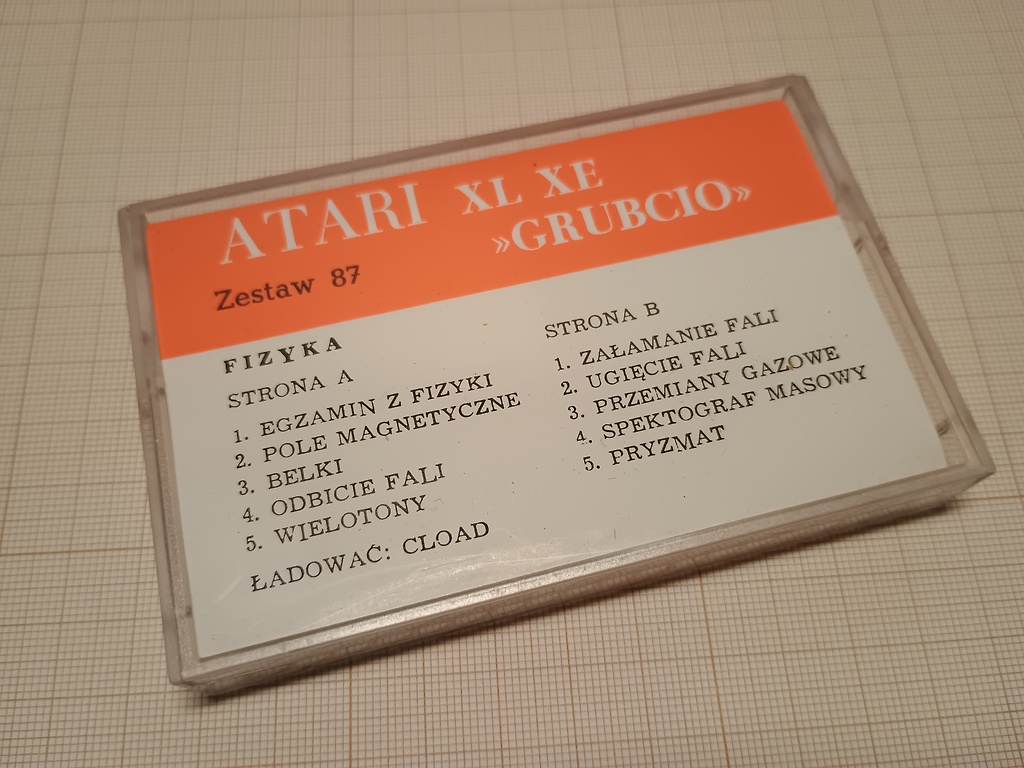 ATARI XL XE
»GRUBCIO»
Zestaw 87
FIZYKA
STRONA A
1. EGZAMIN Z FIZYKI
2. POLE MAGNETYCZNE
3. BELKI
4. ODBICIE FALI
5. WIELOTONY
ŁADOWAĆ: CLOAD
STRONA B
1. ZAŁAMANIE FALI
2. UGIĘCIE FALI
3. PRZEMIANY GAZOWE
4. SPEKTOGRAF MASOWY
5. PRYZMAT